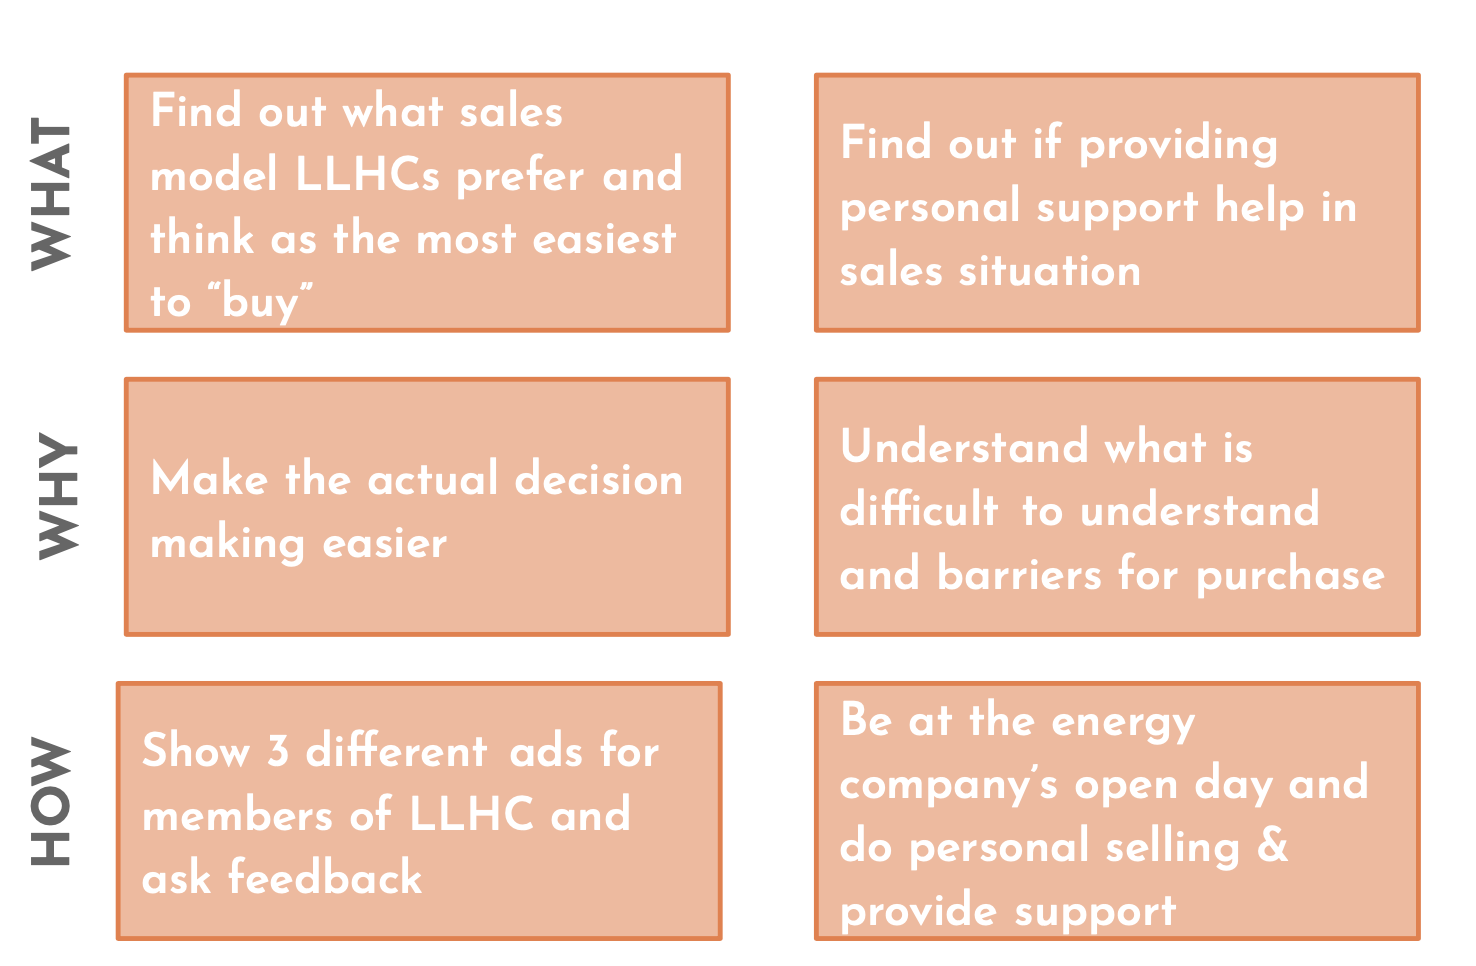 WHAT
Find out what sales
model LLHCs prefer and
think as the most easiest
to “buy”
Find out if providing
personal support help in
sales situation
WHY
Make the actual decision
making easier
Understand what is
difficult to understand
and barriers for purchase
HOW
Show 3 different ads for
members of LLHC and
ask feedback
Be at the energy
company’s open day and
do personal selling &
provide support